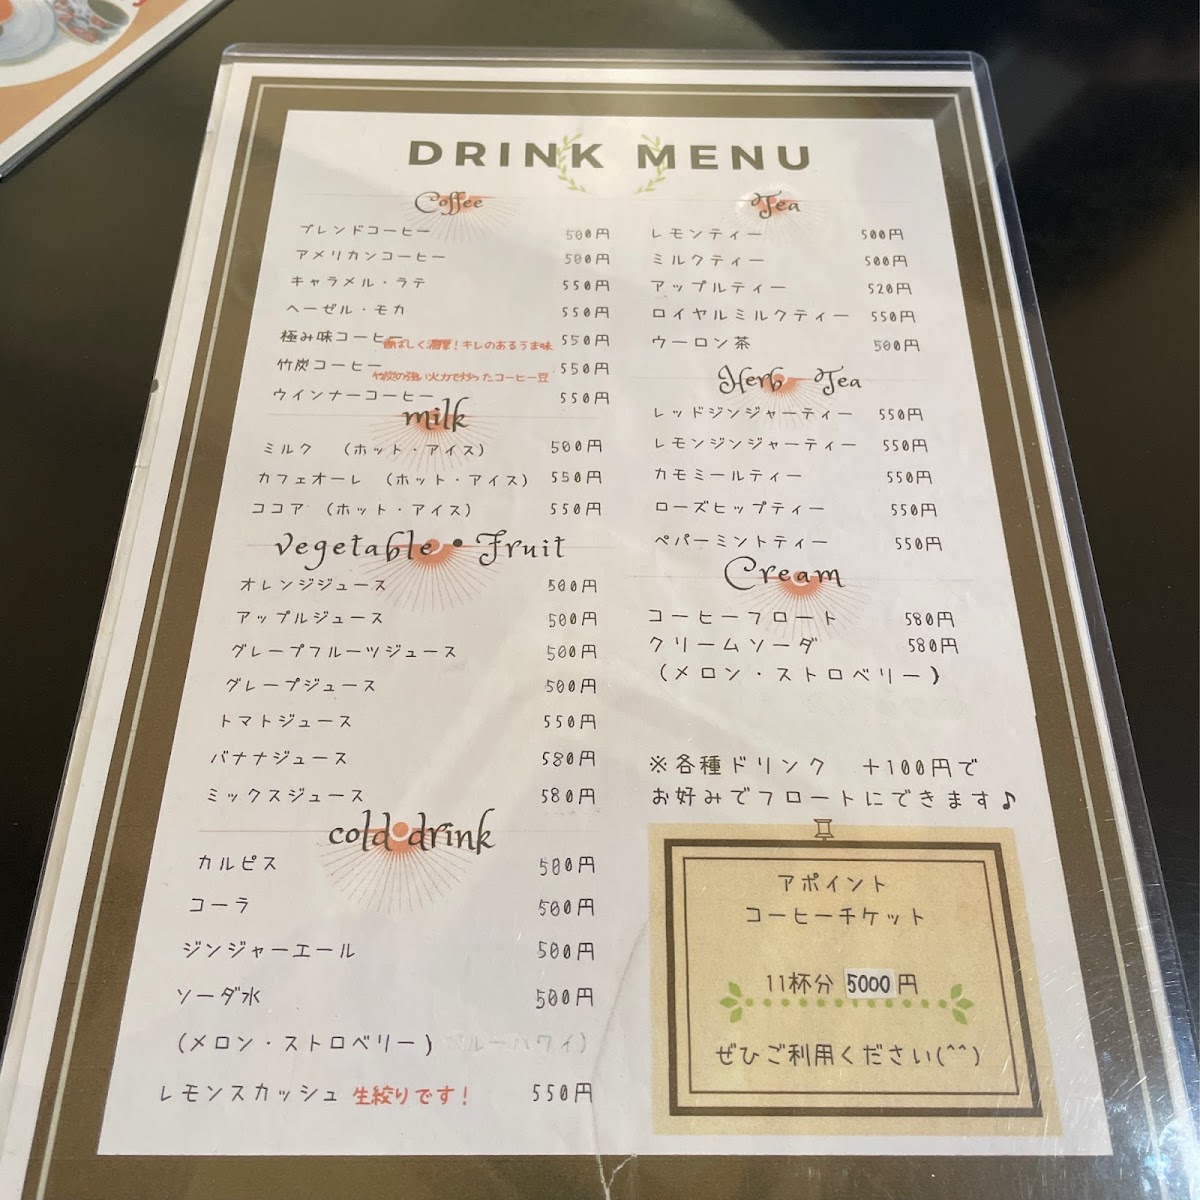 DRINK MENU
Coffee
ブレンドコーヒー 500円
アメリカンコーヒー 500円
キャラメル・ラテ 550円
ヘーゼル・モカ 550円
極み味コーヒー 550円
香ばしく濃厚!キレのあるうま味
竹炭コーヒー 550円
竹炭の強い火力で炒ったコーヒー豆
ウインナーコーヒー 550円
milk
ミルク (ホット・アイス) 500円
カフェオーレ (ホット・アイス) 550円
ココア (ホット・アイス) 550円
Vegetable・Fruit
オレンジジュース 500円
アップルジュース 500円
グレープフルーツジュース 500円
グレープジュース 500円
トマトジュース 550円
バナナジュース 580円
ミックスジュース 580円
cold drink
カルピス 500円
コーラ 500円
ジンジャーエール 500円
ソーダ水 500円
(メロン・ストロベリー)
レモンスカッシュ 生絞りです! 550円
Tea
レモンティー 500円
ミルクティー 500円
アップルティー 520円
ロイヤルミルクティー 550円
ウーロン茶 500円
Herb Tea
レッドジンジャーティー 550円
レモンジンジャーティー 550円
カモミールティー 550円
ローズヒップティー 550円
ペパーミントティー 550円
Cream
コーヒーフロート 580円
クリームソーダ 580円
(メロン・ストロベリー)
※各種ドリンク +100円で
お好みでフロートにできます♪
アポイント
コーヒーチケット
11杯分 5000円
ぜひご利用ください(^^)